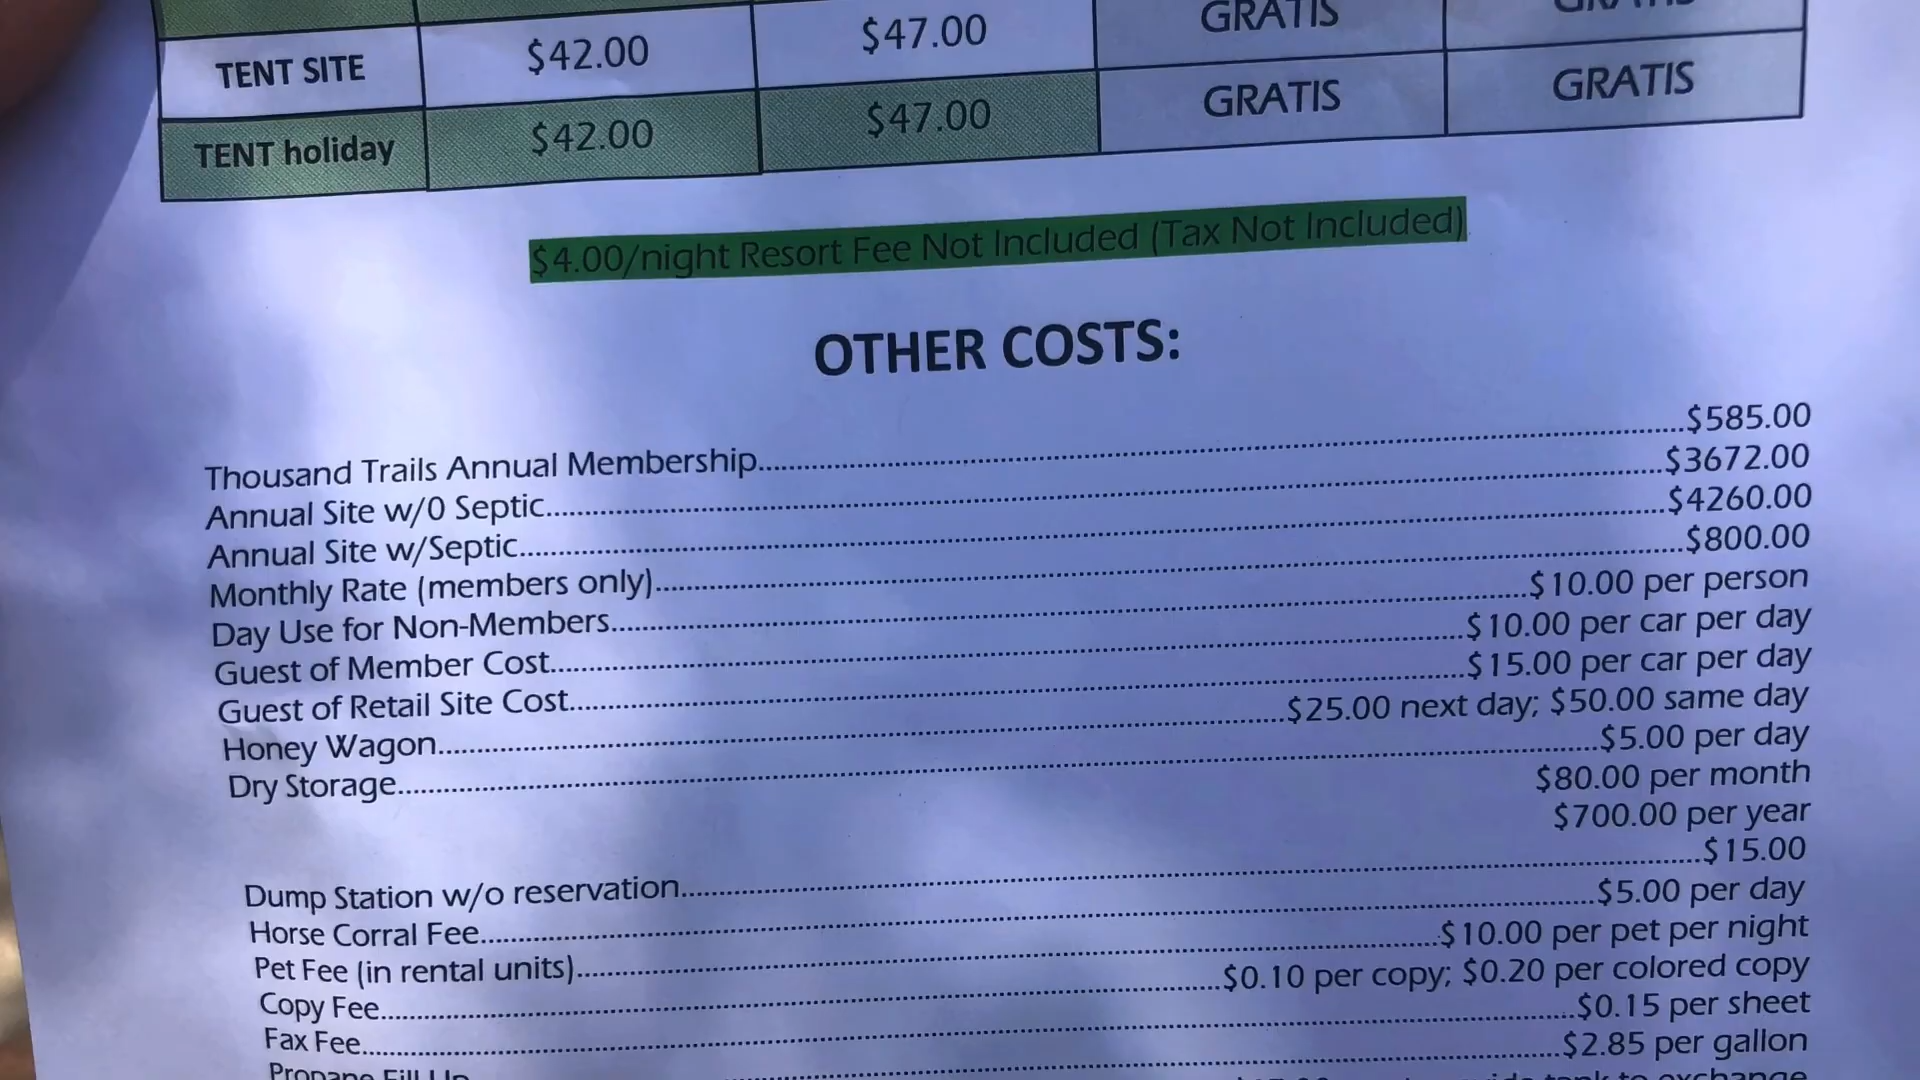 TENT SITE $42.00 $47.00 GRATIS
TENT holiday $42.00 $47.00 GRATIS GRATIS
$4.00/night Resort Fee Not Included (Tax Not Included)
OTHER COSTS:
Thousand Trails Annual Membership..........$585.00
Annual Site w/0 Septic..........$3672.00
Annual Site w/Septic..........$4260.00
Monthly Rate (members only)..........$800.00
Day Use for Non-Members..........$10.00 per person
Guest of Member Cost..........$10.00 per car per day
Guest of Retail Site Cost..........$15.00 per car per day
Honey Wagon..........$25.00 next day; $50.00 same day
Dry Storage..........$5.00 per day
$80.00 per month
$700.00 per year
Dump Station w/o reservation..........$15.00
Horse Corral Fee..........$5.00 per day
Pet Fee (in rental units)..........$10.00 per pet per night
Copy Fee..........$0.10 per copy; $0.20 per colored copy
Fax Fee..........$0.15 per sheet
Propane Fill Up..........$2.85 per gallon
tank to exchange